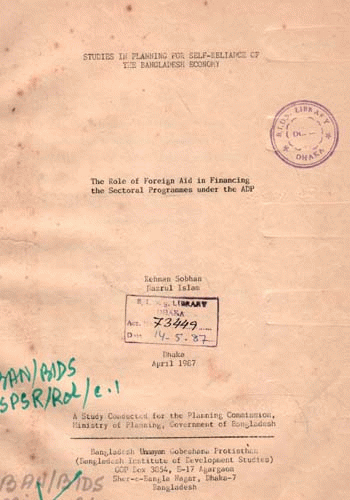 STUDIES IN PLANNING FOR SELF-RELIANCE OF
THE BANGLADESH ECONOMY
B.I.D.S. LIBRARY
DHAKA
The Role of Foreign Aid in Financing
the Sectoral Programmes under the ADP
Rehman Sobhan
Nazrul Islam
LIBRARY
DHAKA
73449
14-5-87
Dhaka
April 1987
BAN/BIDS
SPSR/Rol/c.1
A Study Conducted for the Planning Commission,
Ministry of Planning, Government of Bangladesh
Bangladesh Unnayan Gobeshona Protisthan
(Bangladesh Institute of Development Studies)
GPO Box 3854, E-17 Agargaon
Sher-e-Bangla Nagar, Dhaka-7
Bangladesh
BAN/BIDS